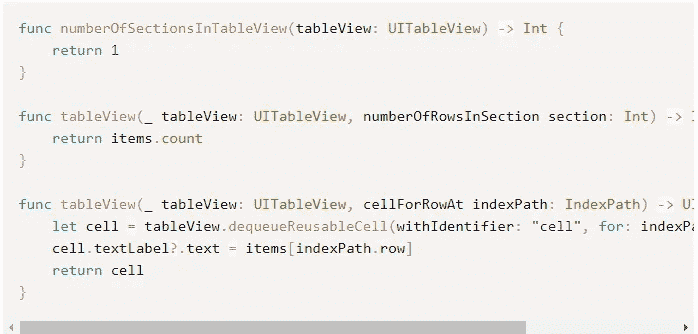 func numberOfSectionsInTableView(tableView: UITableView) -> Int {
    return 1
}
func tableView(_ tableView: UITableView, numberOfRowsInSection section: Int) ->
    return items.count
}
func tableView(_ tableView: UITableView, cellForRowAt indexPath: IndexPath) -> UI
    let cell = tableView.dequeueReusableCell(withIdentifier: "cell", for: indexPa
    cell.textLabel?.text = items[indexPath.row]
    return cell
}